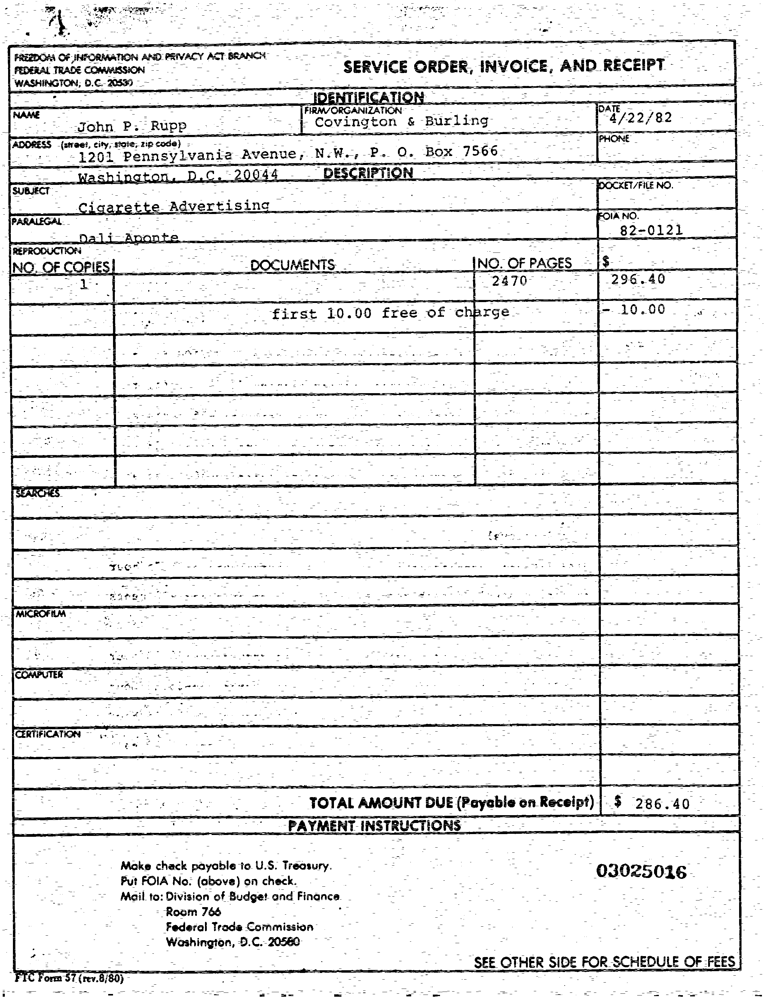 FREEDOM OF INFORMATION AND PRIVACY ACT BRANCH
FEDERAL TRADE COMMISSION
WASHINGTON, D.C. 20580
SERVICE ORDER, INVOICE, AND RECEIPT
IDENTIFICATION
NAME
John P. Rupp
FIRM/ORGANIZATION
Covington & Burling
DATE
4/22/82
ADDRESS (street, city, state, zip code)
1201 Pennsylvania Avenue, N.W., P. O. Box 7566
Washington, D.C. 20044
PHONE
DESCRIPTION
SUBJECT
Cigarette Advertising
DOCKET/FILE NO.
PARALEGAL
Dali Aponte
FOIA NO.
82-0121
REPRODUCTION
NO. OF COPIES DOCUMENTS NO. OF PAGES $
1 2470 296.40
first 10.00 free of charge - 10.00
SEARCHES
MICROFILM
COMPUTER
CERTIFICATION
TOTAL AMOUNT DUE (Payable on Receipt) $ 286.40
PAYMENT INSTRUCTIONS
Make check payable to U.S. Treasury.
Put FOIA No. (above) on check.
Mail to: Division of Budget and Finance
Room 766
Federal Trade Commission
Washington, D.C. 20580
03025016
SEE OTHER SIDE FOR SCHEDULE OF FEES
FTC Form 57 (rev. 8/80)